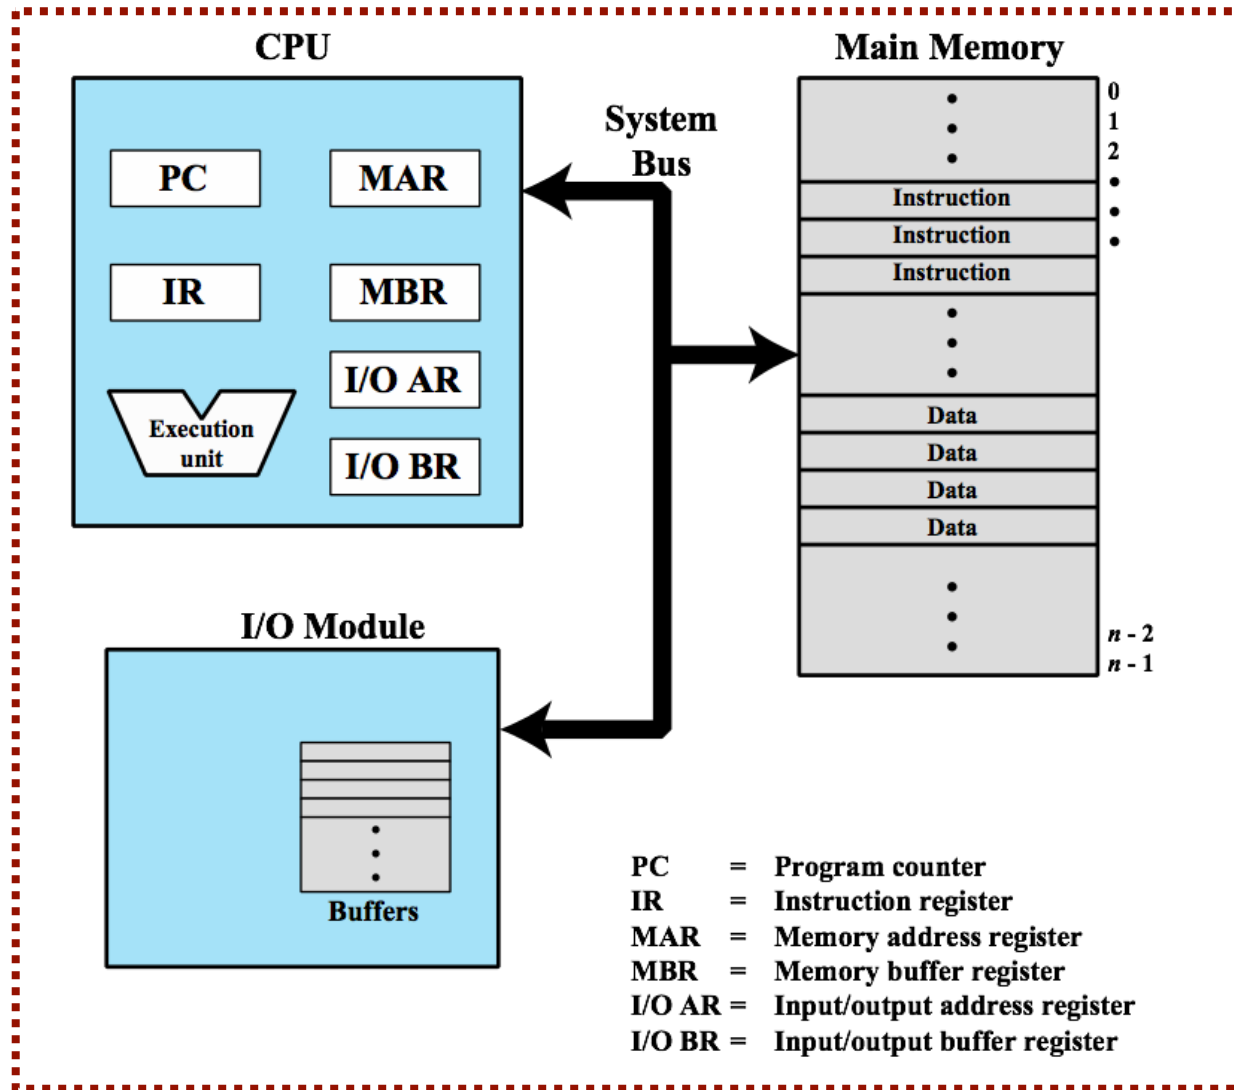 CPU
PC
MAR
IR
MBR
I/O AR
Execution
unit
I/O BR
System
Bus
Main Memory
0
1
2
Instruction
Instruction
Instruction
Data
Data
Data
Data
n - 2
n - 1
I/O Module
Buffers
PC = Program counter
IR = Instruction register
MAR = Memory address register
MBR = Memory buffer register
I/O AR = Input/output address register
I/O BR = Input/output buffer register